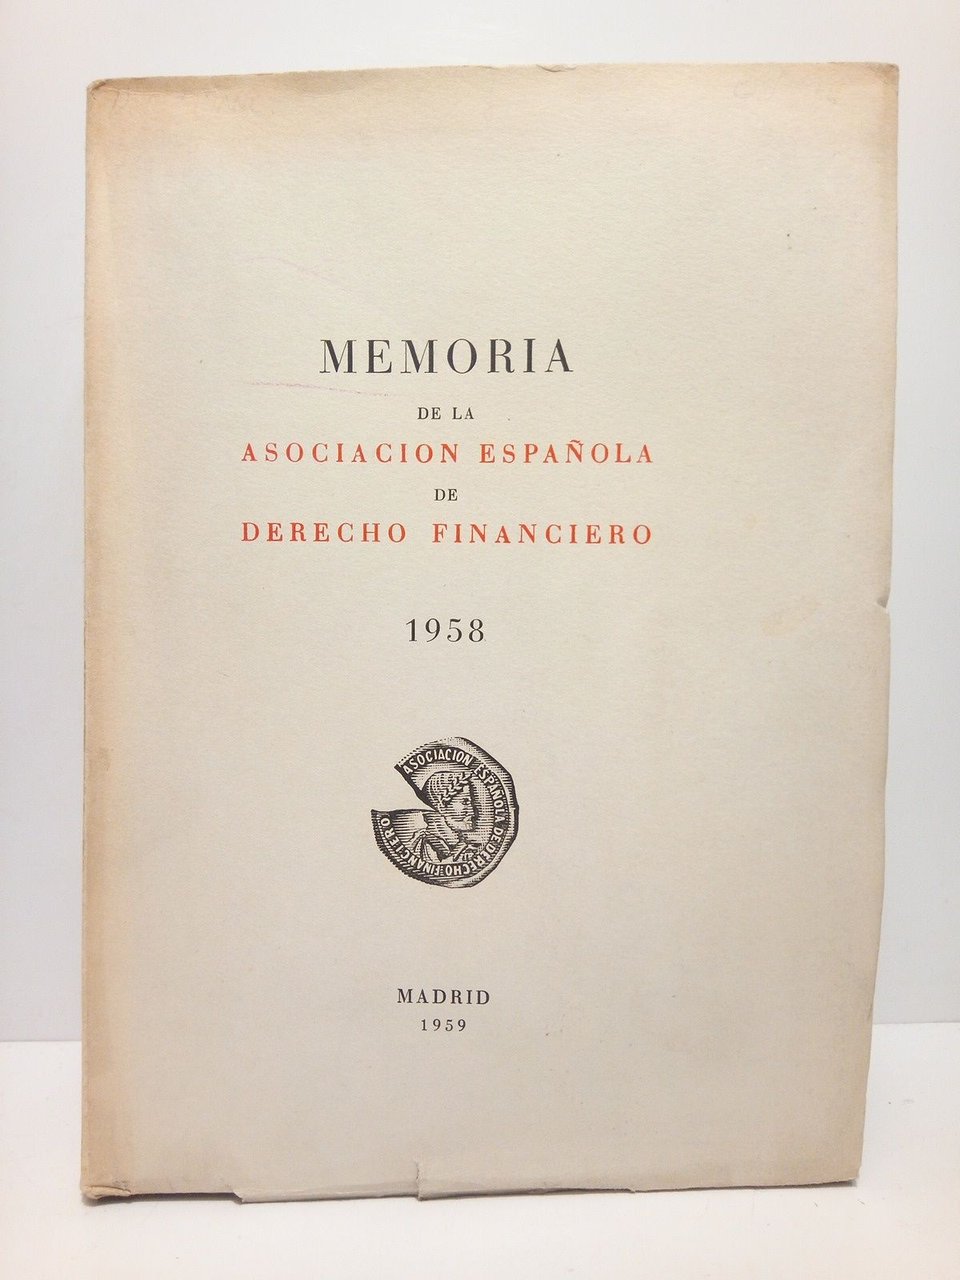 MEMORIA
DE LA
ASOCIACION ESPAÑOLA
DE
DERECHO FINANCIERO
1958
ASOCIACION ESPAÑOLA DE DERECHO FINANCIERO
MADRID
1959